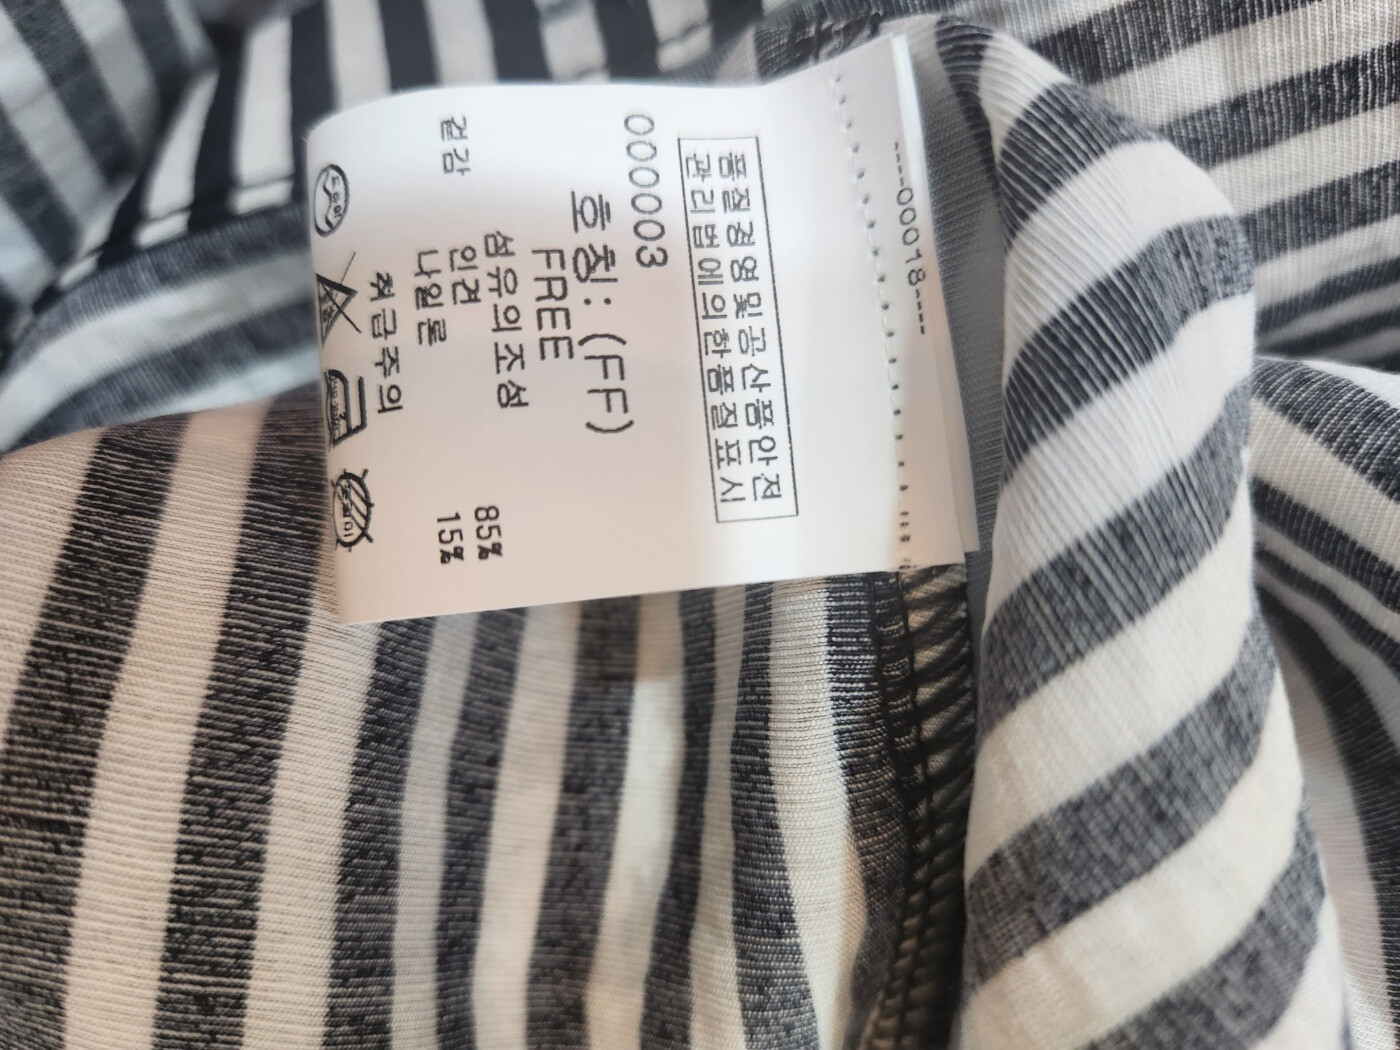 ----00018----
품질경영및공산품안전
관리법에의한품질표시
000003
호칭: (FF)
FREE
섬유의조성
겉감 인견 85%
나일론 15%
취급주의